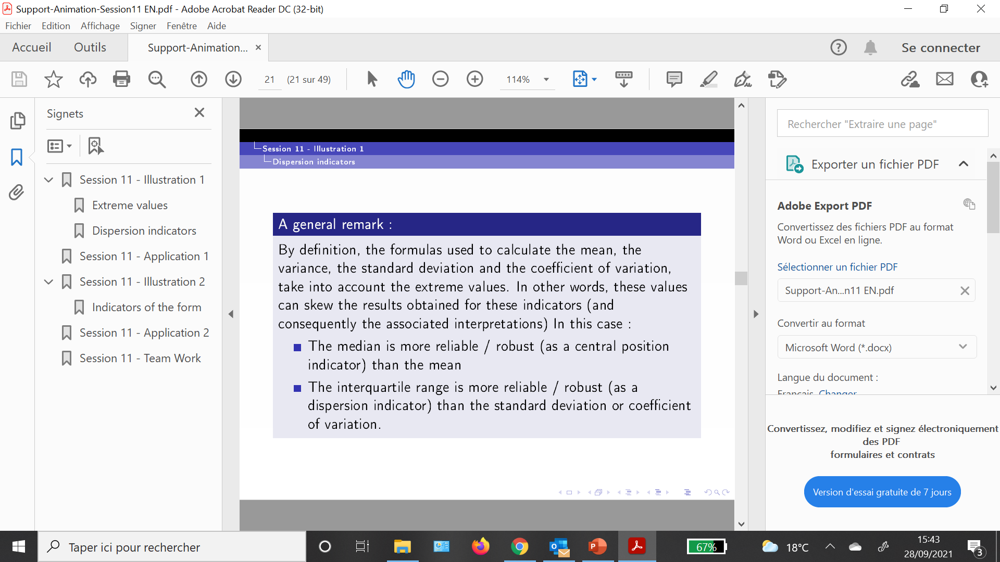 Support-Animation-Session11 EN.pdf - Adobe Acrobat Reader DC (32-bit)
Fichier Edition Affichage Signer Fenêtre Aide
Accueil Outils Support-Animation... × Se connecter
21 (21 sur 49) 114%
Signets
Session 11 - Illustration 1
Extreme values
Dispersion indicators
Session 11 - Application 1
Session 11 - Illustration 2
Indicators of the form
Session 11 - Application 2
Session 11 - Team Work
Session 11 - Illustration 1
Dispersion indicators
A general remark :
By definition, the formulas used to calculate the mean, the
variance, the standard deviation and the coefficient of variation,
take into account the extreme values. In other words, these values
can skew the results obtained for these indicators (and
consequently the associated interpretations) In this case :
The median is more reliable / robust (as a central position
indicator) than the mean
The interquartile range is more reliable / robust (as a
dispersion indicator) than the standard deviation or coefficient
of variation.
Rechercher "Extraire une page"
Exporter un fichier PDF
Adobe Export PDF
Convertissez des fichiers PDF au format
Word ou Excel en ligne.
Sélectionner un fichier PDF
Support-An...n11 EN.pdf
Convertir au format
Microsoft Word (*.docx)
Langue du document :
Français Changer
Convertissez, modifiez et signez électroniquement
des PDF
formulaires et contrats
Version d'essai gratuite de 7 jours
Taper ici pour rechercher
67%
18°C
15:43
28/09/2021
3